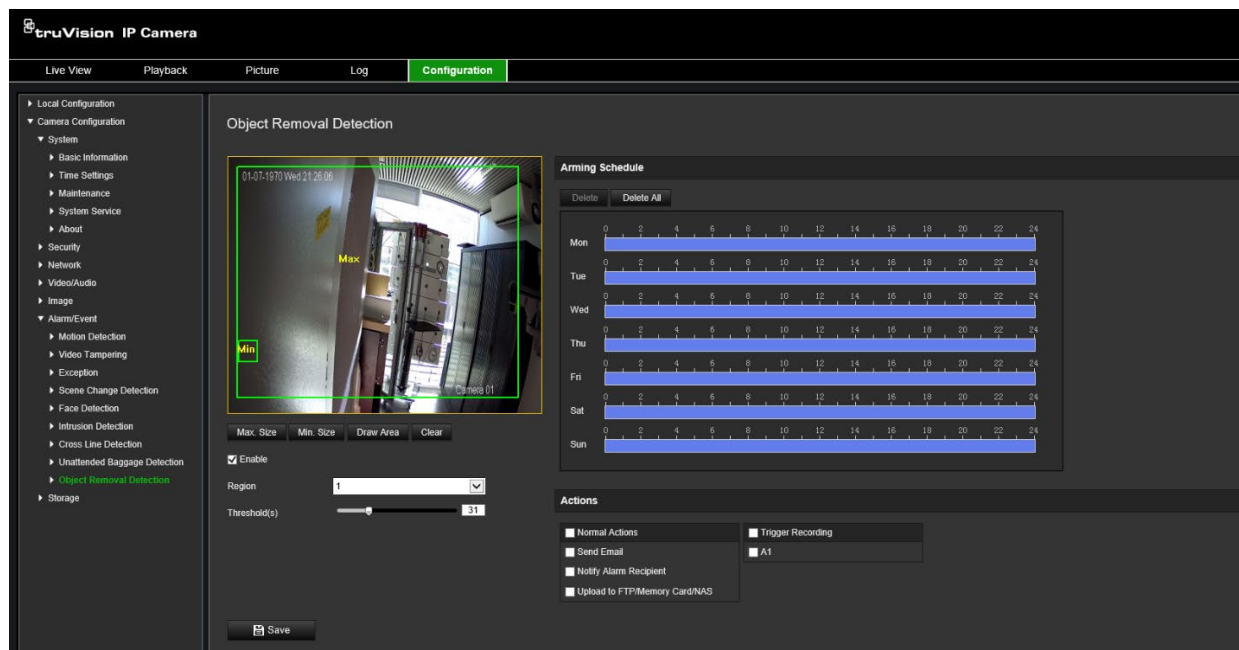 truVision IP Camera
Live View Playback Picture Log Configuration
Local Configuration
Camera Configuration
System
Basic Information
Time Settings
Maintenance
System Service
About
Security
Network
Video/Audio
Image
Alarm/Event
Motion Detection
Video Tampering
Exception
Scene Change Detection
Face Detection
Intrusion Detection
Cross Line Detection
Unattended Baggage Detection
Object Removal Detection
Storage
Object Removal Detection
01-07-1970 Wed 21:26:06
Max
Min
Camera 01
Max. Size Min. Size Draw Area Clear
Enable
Region 1
Threshold(s) 31
Save
Arming Schedule
Delete Delete All
0 2 4 6 8 10 12 14 16 18 20 22 24
Mon
0 2 4 6 8 10 12 14 16 18 20 22 24
Tue
0 2 4 6 8 10 12 14 16 18 20 22 24
Wed
0 2 4 6 8 10 12 14 16 18 20 22 24
Thu
0 2 4 6 8 10 12 14 16 18 20 22 24
Fri
0 2 4 6 8 10 12 14 16 18 20 22 24
Sat
0 2 4 6 8 10 12 14 16 18 20 22 24
Sun
Actions
Normal Actions Trigger Recording
Send Email A1
Notify Alarm Recipient
Upload to FTP/Memory Card/NAS